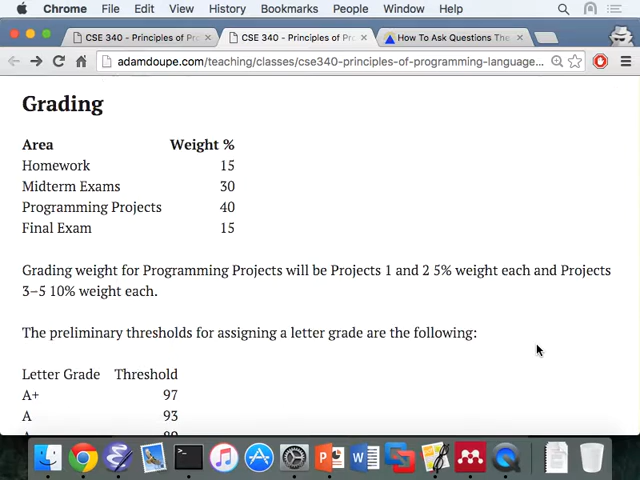 Chrome File Edit View History Bookmarks People Window Help
CSE 340 - Principles of Pr
CSE 340 - Principles of Pr
How To Ask Questions The
adamdoupe.com/teaching/classes/cse340-principles-of-programming-language...
Grading
Area Weight %
Homework 15
Midterm Exams 30
Programming Projects 40
Final Exam 15
Grading weight for Programming Projects will be Projects 1 and 2 5% weight each and Projects
3–5 10% weight each.
The preliminary thresholds for assigning a letter grade are the following:
Letter Grade Threshold
A+ 97
A 93